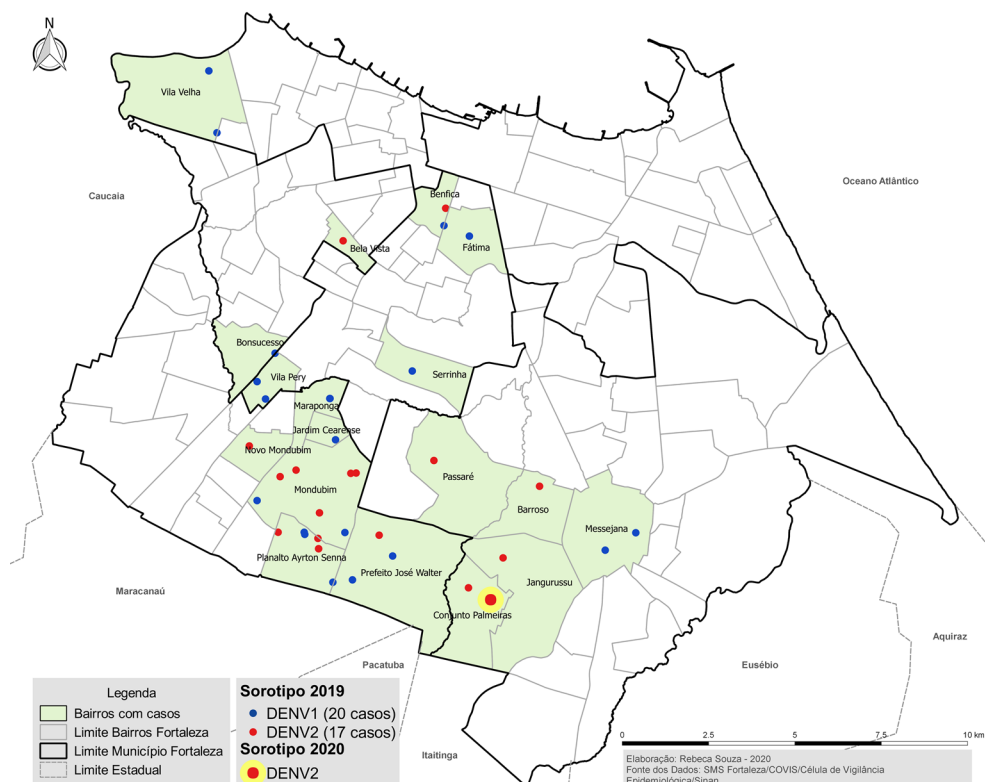 N
Vila Velha
Caucaia
Oceano Atlântico
Benfica
Fátima
Bela Vista
Bonsucesso
Vila Pery
Serrinha
Maraponga
Jardim Cearense
Novo Mondubim
Mondubim
Passaré
Barroso
Messejana
Planalto Ayrton Senna
Prefeito José Walter
Jangurussu
Conjunto Palmeiras
Maracanaú
Pacatuba
Eusébio
Aquiraz
Itaitinga
Legenda
Bairros com casos
Limite Bairros Fortaleza
Limite Município Fortaleza
Limite Estadual
Sorotipo 2019
DENV1 (20 casos)
DENV2 (17 casos)
Sorotipo 2020
DENV2
0 2.5 5 7.5 10 km
Elaboração: Rebeca Souza - 2020
Fonte dos Dados: SMS Fortaleza/COVIS/Célula de Vigilância
Epidemiológica/Sinan